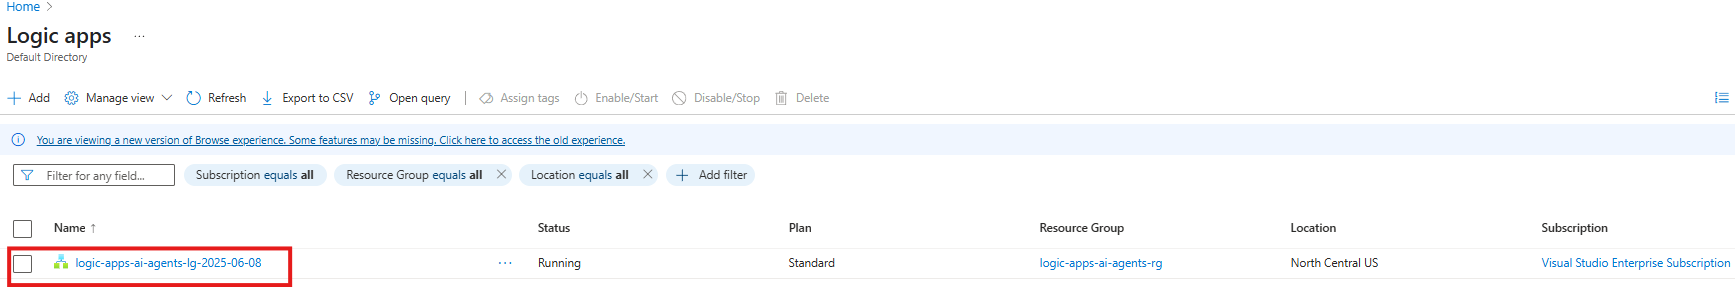 Home >
Logic apps ...
Default Directory
+ Add Manage view Refresh Export to CSV Open query | Assign tags Enable/Start Disable/Stop Delete
You are viewing a new version of Browse experience. Some features may be missing. Click here to access the old experience.
Filter for any field... Subscription equals all Resource Group equals all × Location equals all × + Add filter
Name ↑ Status Plan Resource Group Location Subscription
logic-apps-ai-agents-lg-2025-06-08 ... Running Standard logic-apps-ai-agents-rg North Central US Visual Studio Enterprise Subscription